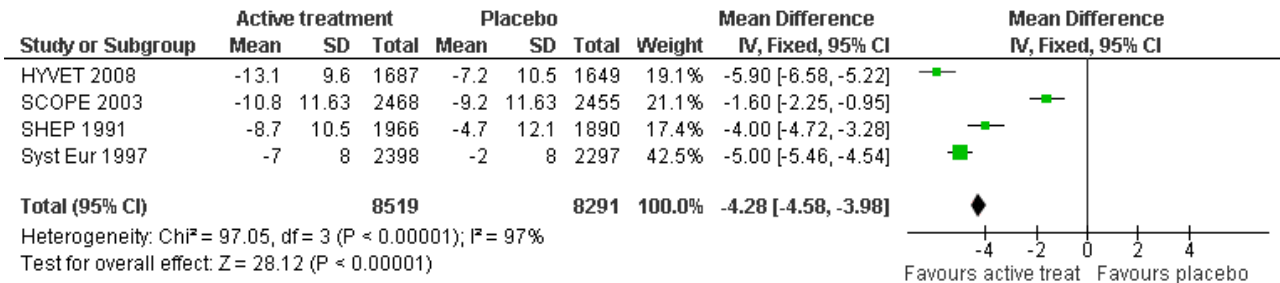 Active treatment Placebo Mean Difference Mean Difference
Study or Subgroup Mean SD Total Mean SD Total Weight IV, Fixed, 95% CI IV, Fixed, 95% CI
HYVET 2008 -13.1 9.6 1687 -7.2 10.5 1649 19.1% -5.90 [-6.58, -5.22]
SCOPE 2003 -10.8 11.63 2468 -9.2 11.63 2455 21.1% -1.60 [-2.25, -0.95]
SHEP 1991 -8.7 10.5 1966 -4.7 12.1 1890 17.4% -4.00 [-4.72, -3.28]
Syst Eur 1997 -7 8 2398 -2 8 2297 42.5% -5.00 [-5.46, -4.54]
Total (95% CI) 8519 8291 100.0% -4.28 [-4.58, -3.98]
Heterogeneity: Chi² = 97.05, df = 3 (P < 0.00001); I² = 97%
Test for overall effect: Z = 28.12 (P < 0.00001)
-4 -2 0 2 4
Favours active treat Favours placebo